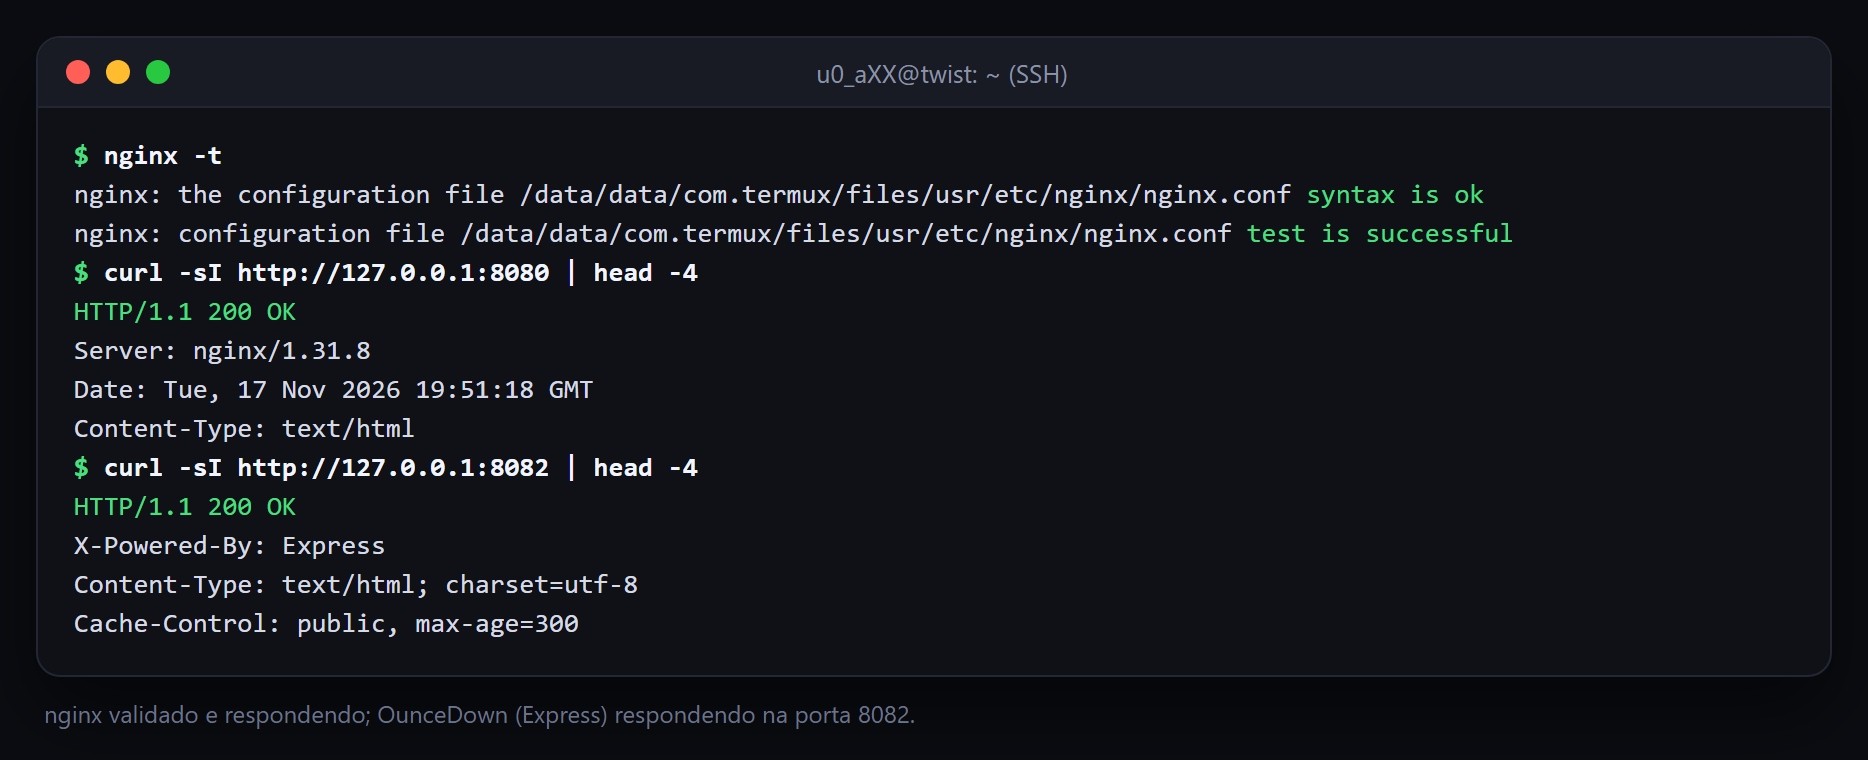 u0_aXX@twist: ~ (SSH)
$ nginx -t
nginx: the configuration file /data/data/com.termux/files/usr/etc/nginx/nginx.conf syntax is ok
nginx: configuration file /data/data/com.termux/files/usr/etc/nginx/nginx.conf test is successful
$ curl -sI http://127.0.0.1:8080 | head -4
HTTP/1.1 200 OK
Server: nginx/1.31.8
Date: Tue, 17 Nov 2026 19:51:18 GMT
Content-Type: text/html
$ curl -sI http://127.0.0.1:8082 | head -4
HTTP/1.1 200 OK
X-Powered-By: Express
Content-Type: text/html; charset=utf-8
Cache-Control: public, max-age=300
nginx validado e respondendo; OunceDown (Express) respondendo na porta 8082.